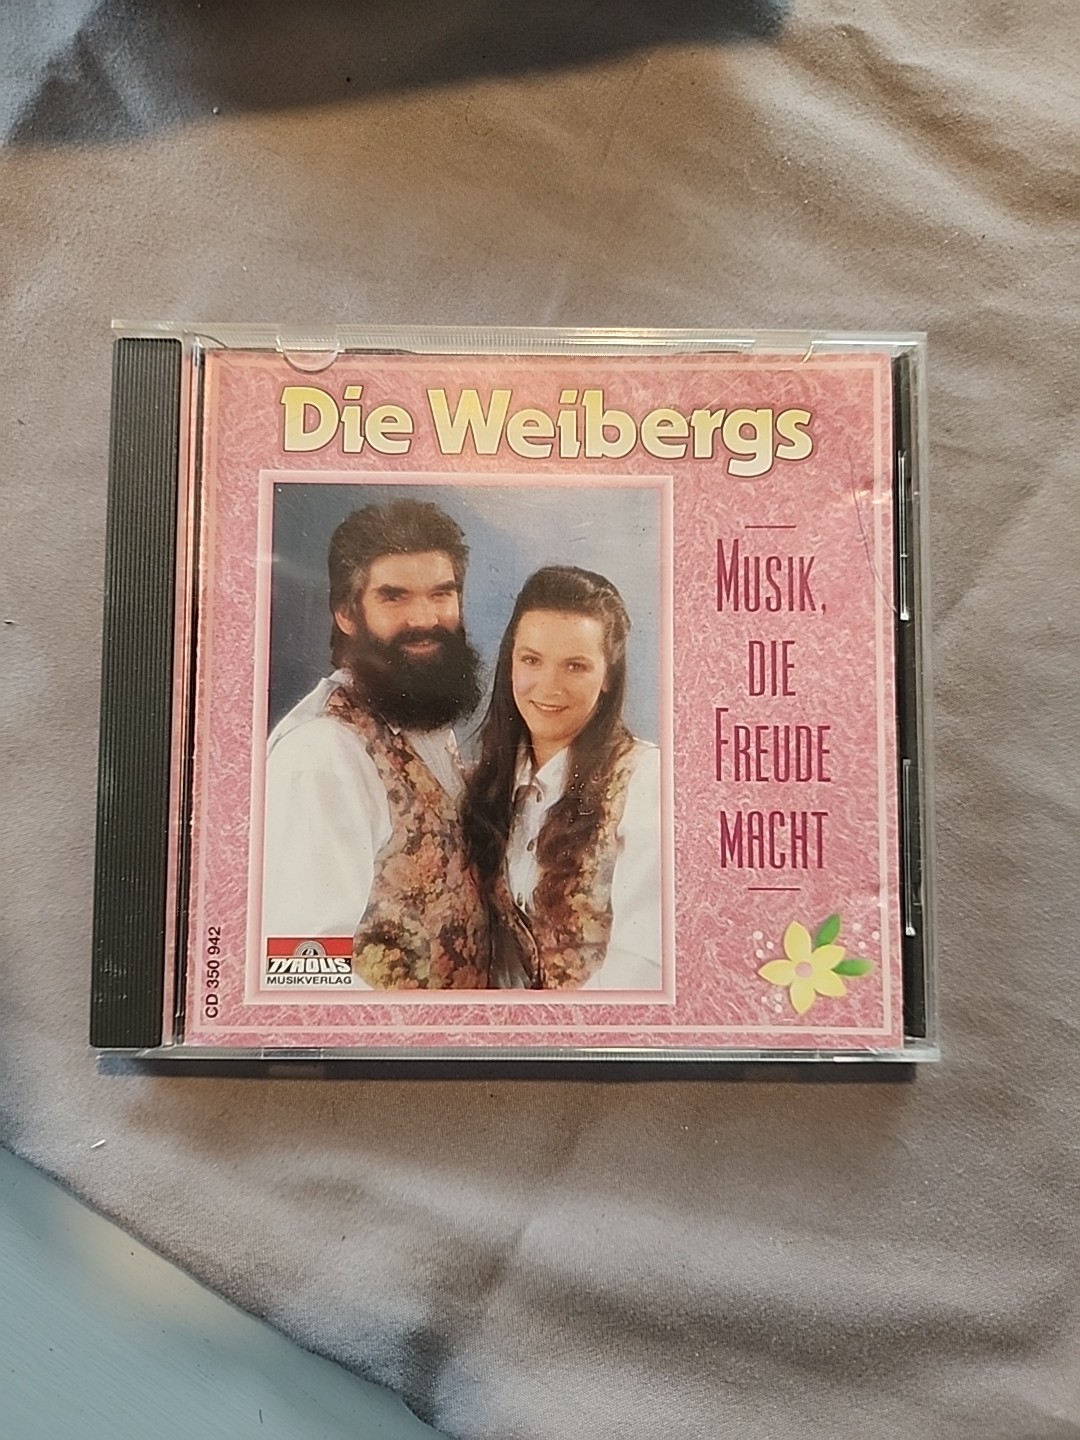 Die Weibergs
MUSIK,
DIE
FREUDE
MACHT
TYROLIS
MUSIKVERLAG
CD 350 942